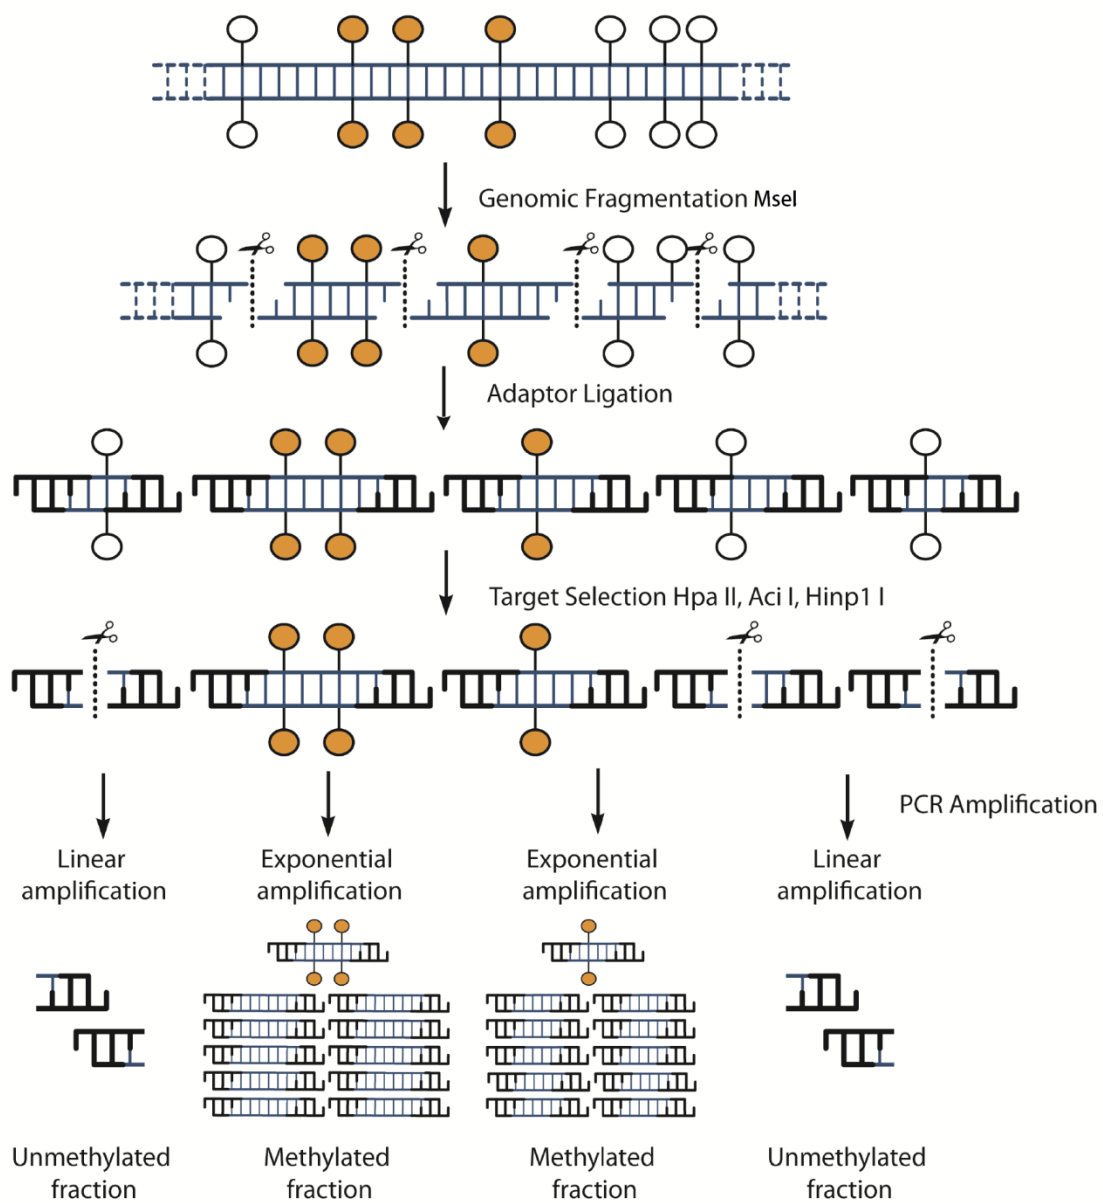 Genomic Fragmentation MseI
Adaptor Ligation
Target Selection Hpa II, Aci I, Hinp1 I
PCR Amplification
Linear
amplification
Exponential
amplification
Exponential
amplification
Linear
amplification
Unmethylated
fraction
Methylated
fraction
Methylated
fraction
Unmethylated
fraction